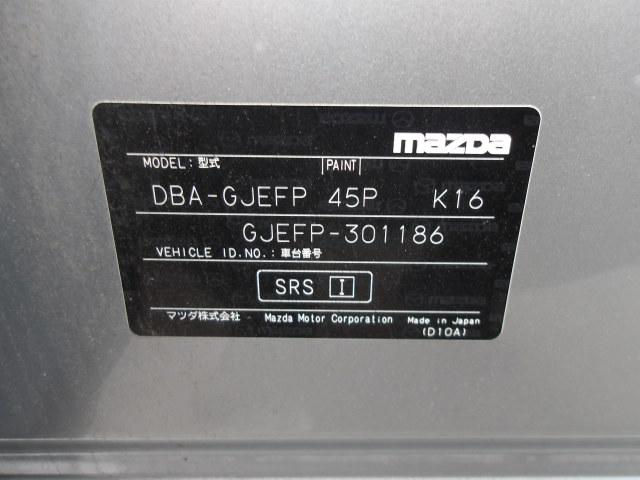 mazda
MODEL:型式 PAINT
DBA-GJEFP 45P K16
GJEFP-301186
VEHICLE ID.NO.:車台番号
SRS I
マツダ株式会社 Mazda Motor Corporation Made in Japan
(D10A)